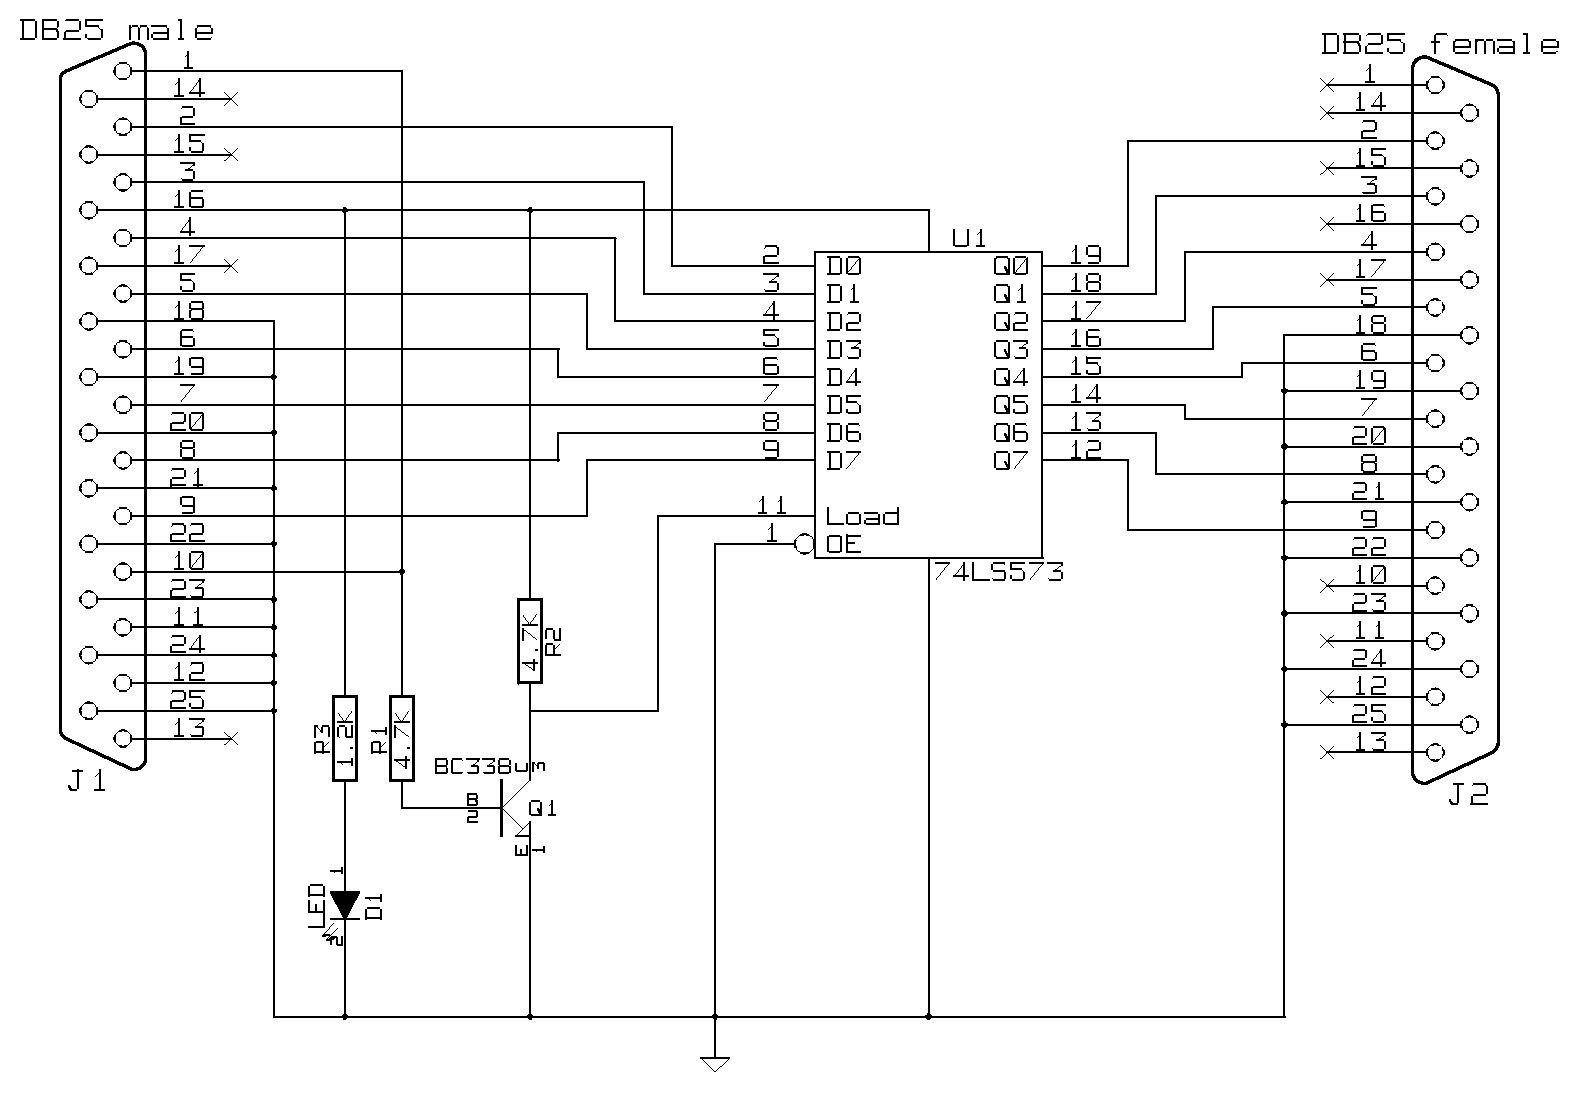 DB25 male
1
14
2
15
3
16
4
17
5
18
6
19
7
20
8
21
9
22
10
23
11
24
12
25
13
J1
R3
1.2K
R1
4.7K
4.7K
R2
BC338
C
3
B
2
Q1
E
1
1
LED
D1
2
U1
2
D0
3
D1
4
D2
5
D3
6
D4
7
D5
8
D6
9
D7
11
Load
1
OE
Q0
19
Q1
18
Q2
17
Q3
16
Q4
15
Q5
14
Q6
13
Q7
12
74LS573
DB25 female
1
14
2
15
3
16
4
17
5
18
6
19
7
20
8
21
9
22
10
23
11
24
12
25
13
J2